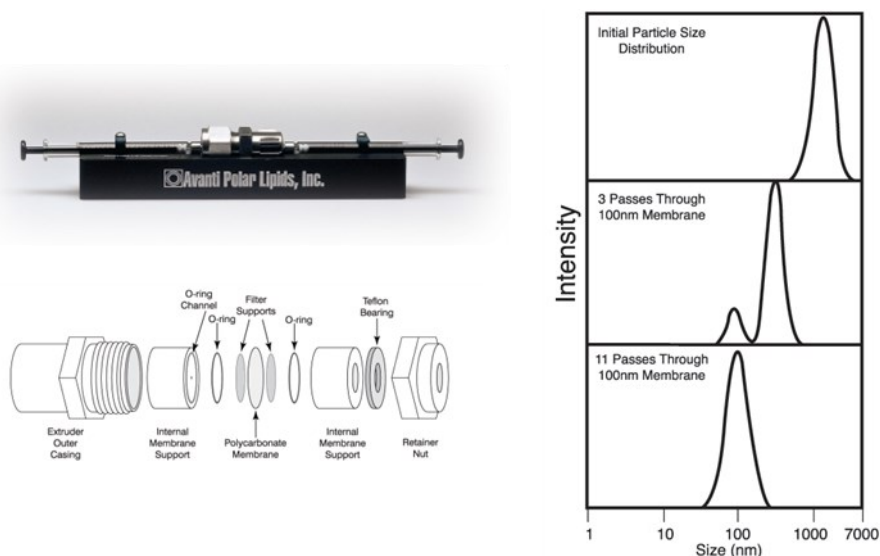 Avanti Polar Lipids, Inc.
O-ring
Channel
O-ring
Filter
Supports
O-ring
Teflon
Bearing
Extruder
Outer
Casing
Internal
Membrane
Support
Polycarbonate
Membrane
Internal
Membrane
Support
Retainer
Nut
Initial Particle Size
Distribution
3 Passes Through
100nm Membrane
11 Passes Through
100nm Membrane
Intensity
1 10 100 1000 7000
Size (nm)